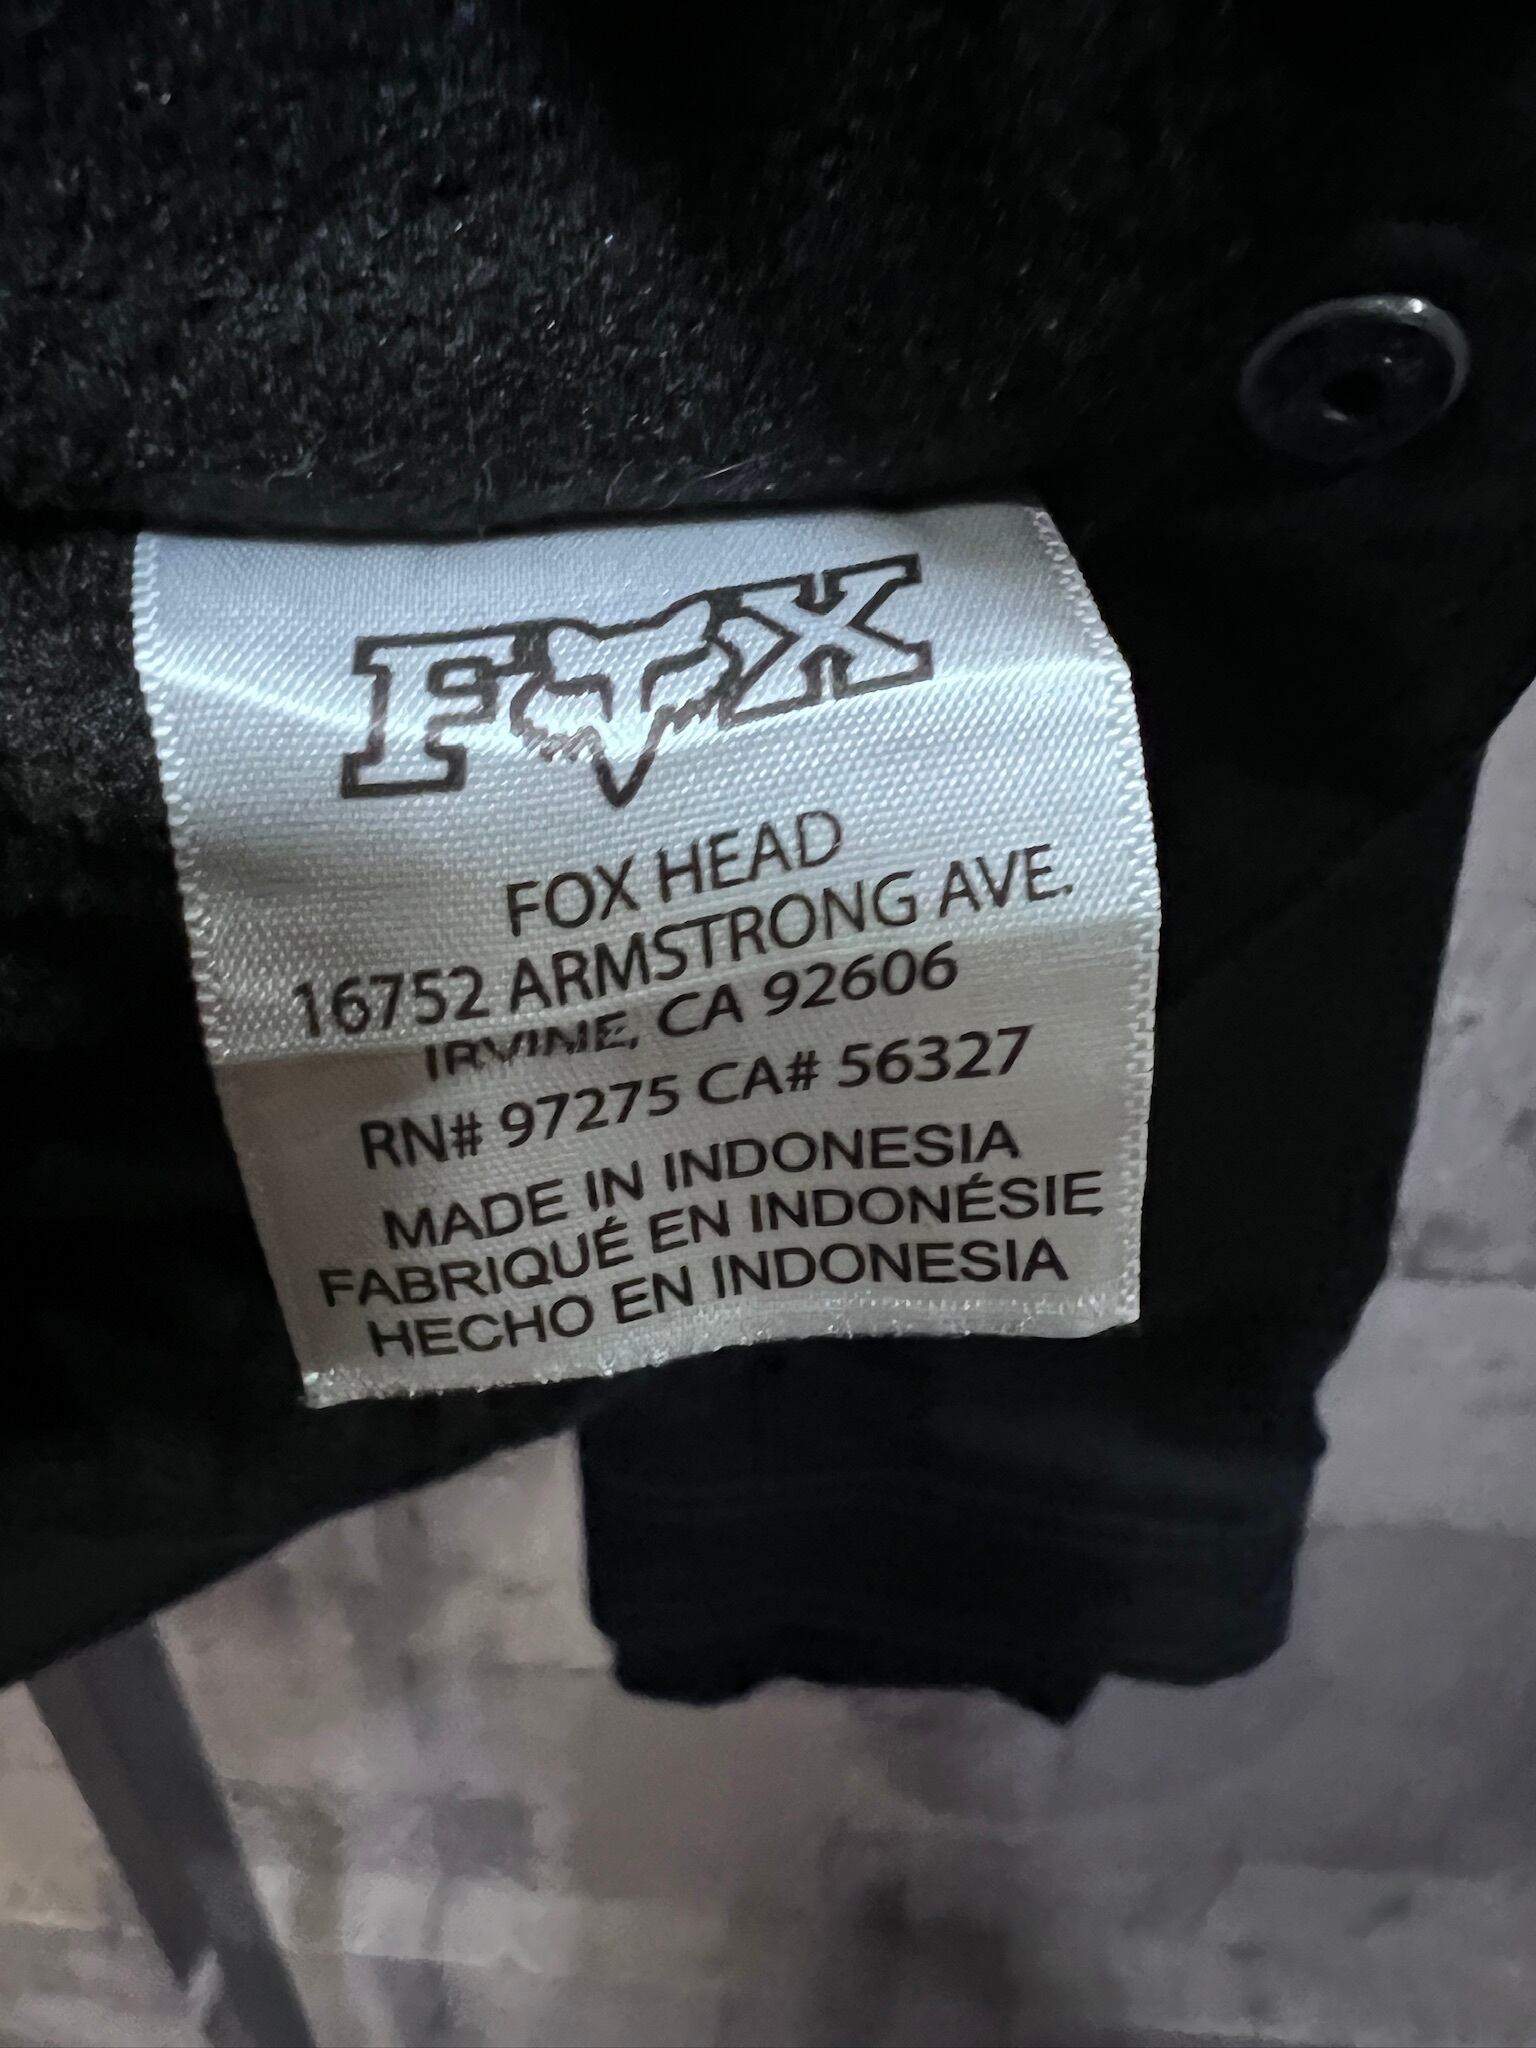 FOX
FOX HEAD
16752 ARMSTRONG AVE.
IRVINE, CA 92606
RN# 97275 CA# 56327
MADE IN INDONESIA
FABRIQUÉ EN INDONÉSIE
HECHO EN INDONESIA